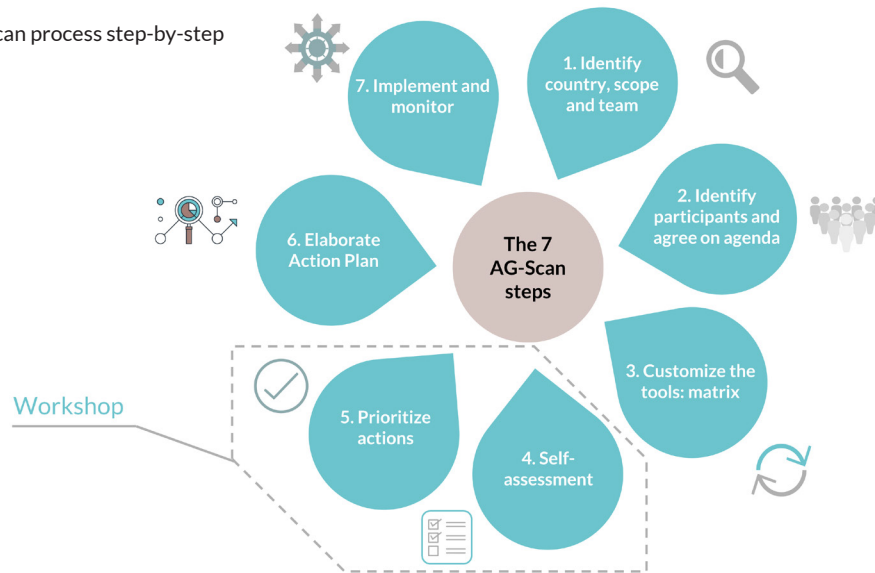 can process step-by-step
1. Identify
country, scope
and team
2. Identify
participants and
agree on agenda
3. Customize the
tools: matrix
4. Self-
assessment
5. Prioritize
actions
6. Elaborate
Action Plan
7. Implement and
monitor
The 7
AG-Scan
steps
Workshop